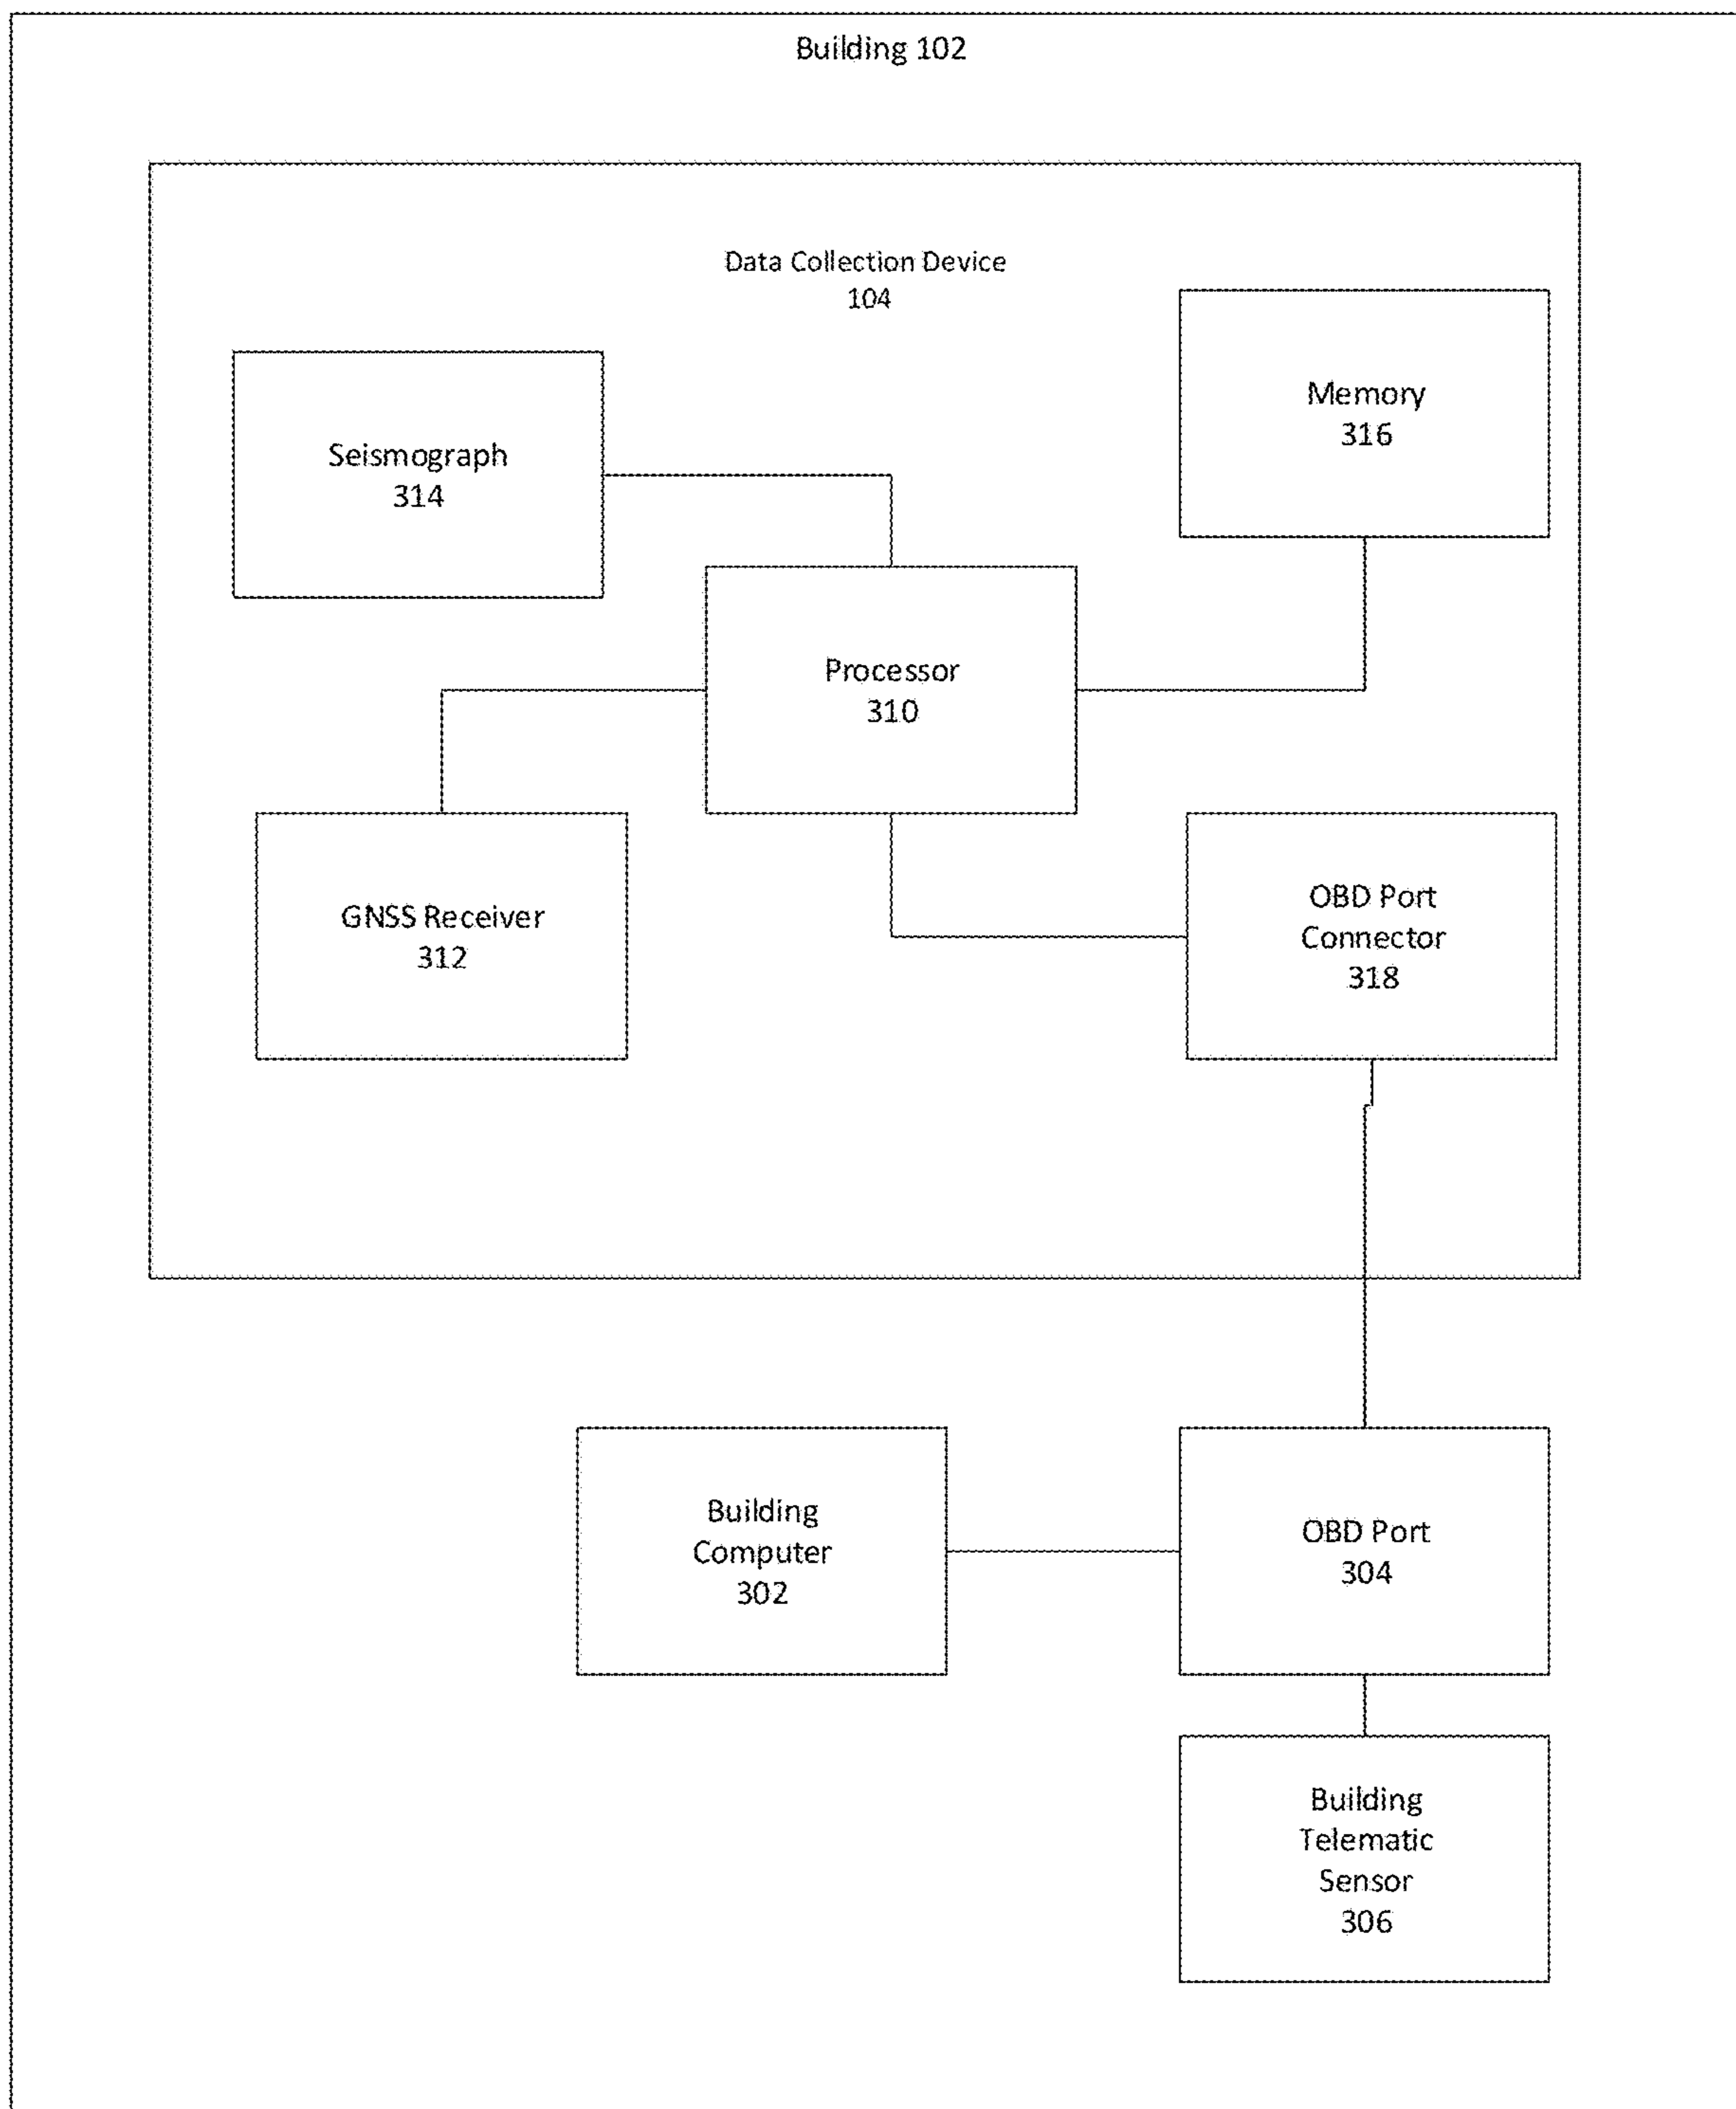 Building 102
Data Collection Device
104
Memory
316
Seismograph
314
Processor
310
OBD Port
Connector
318
GNSS Receiver
312
Building
Computer
302
OBD Port
304
Building
Telematic
Sensor
306